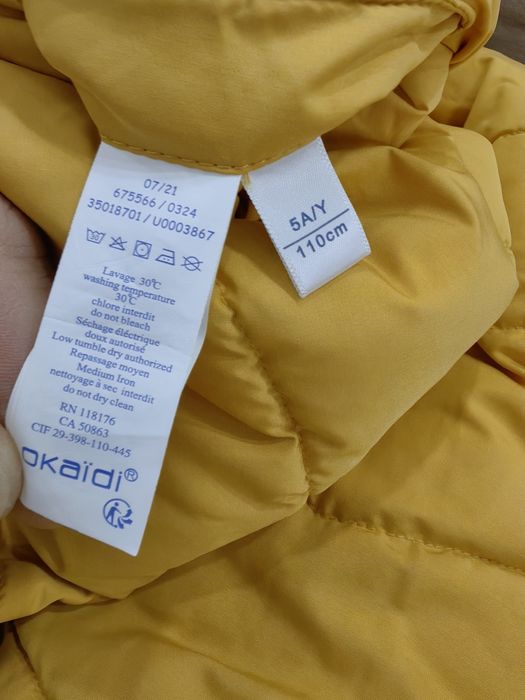 07/21
675566 / 0324
35018701 / U0003867
Lavage 30℃
washing temperature
30℃
chlore interdit
do not bleach
Séchage électrique
doux autorisé
Low tumble dry authorized
Repassage moyen
Medium Iron
nettoyage à sec interdit
do not dry clean
RN 118176
CA 50863
CIF 29-398-110-445
okaïdi®
5A/Y
110cm